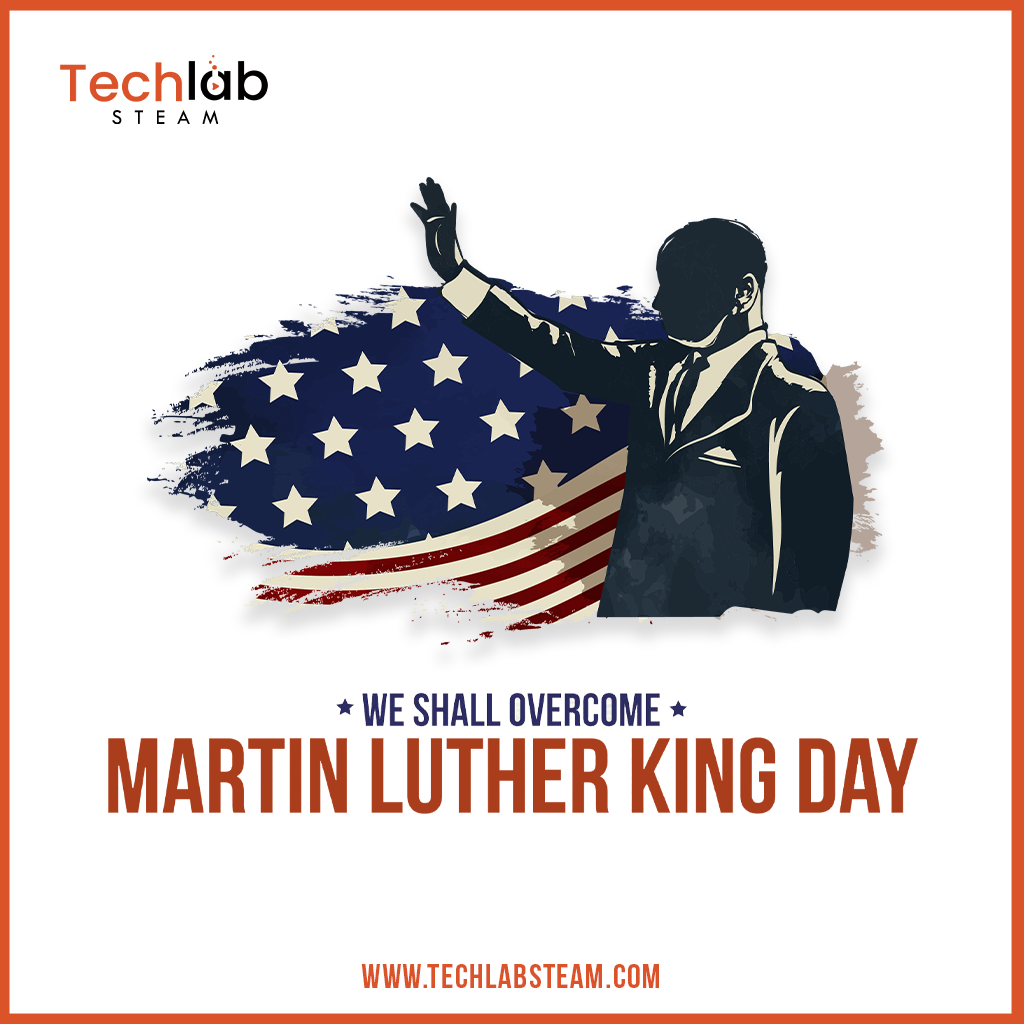 Techlab
STEAM
WE SHALL OVERCOME
MARTIN LUTHER KING DAY
WWW.TECHLABSTEAM.COM